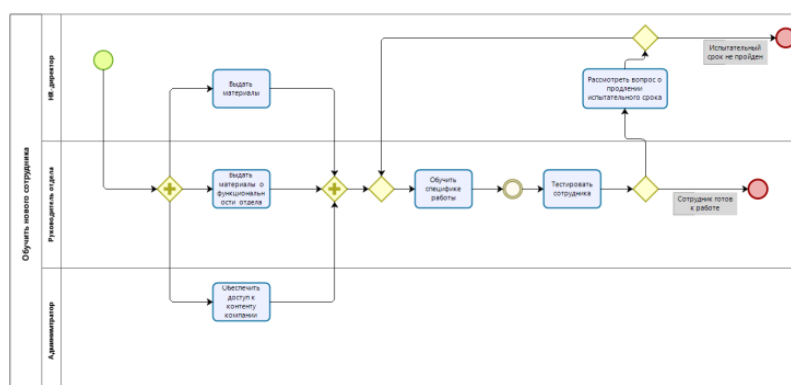 Обучить нового сотрудника
HR- директор
Руководитель отдела
Администратор
Выдать
материалы
Выдать
материалы о
функциональн
ости отдела
Обеспечить
доступ к
контенту
компании
Обучить
специфике
работы
Тестировать
сотрудника
Рассмотреть вопрос о
продлении
испытательного срока
Испытательный
срок не пройден
Сотрудник готов
к работе